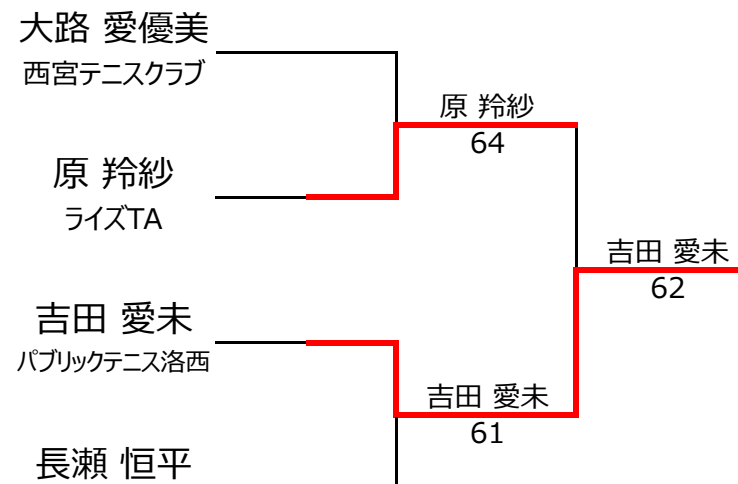 大路 愛優美
西宮テニスクラブ
原 羚紗
64
原 羚紗
ライズTA
吉田 愛未
62
吉田 愛未
パブリックテニス洛西
吉田 愛未
61
長瀬 恒平